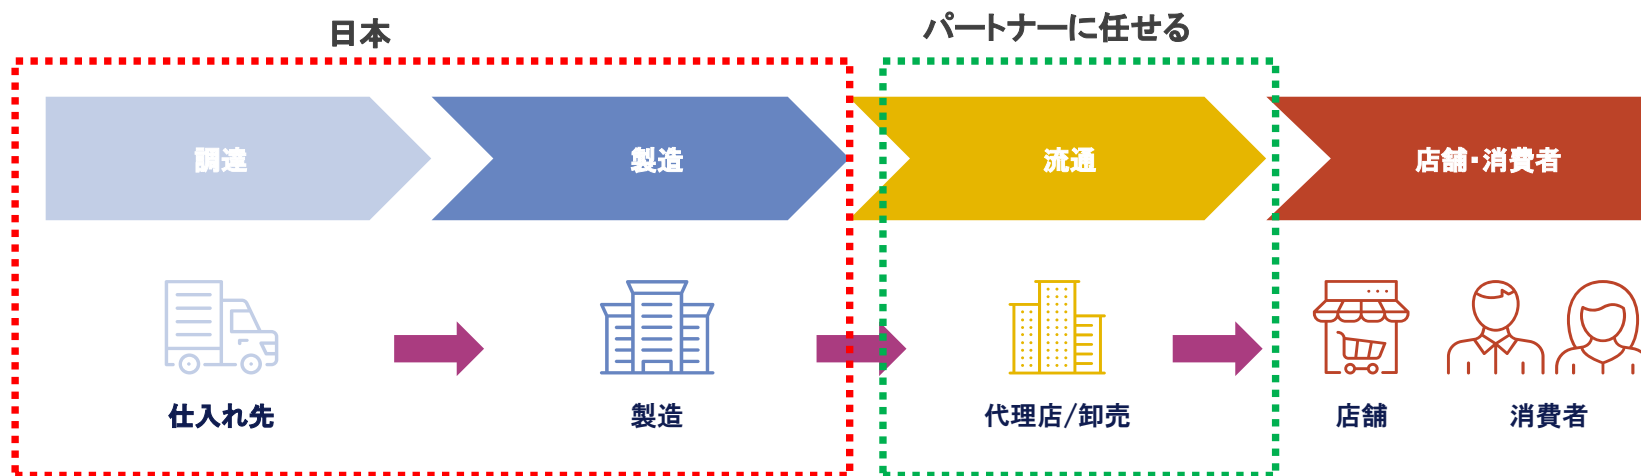 日本
パートナーに任せる
調達
製造
流通
店舗・消費者
仕入れ先
製造
代理店/卸売
店舗
消費者